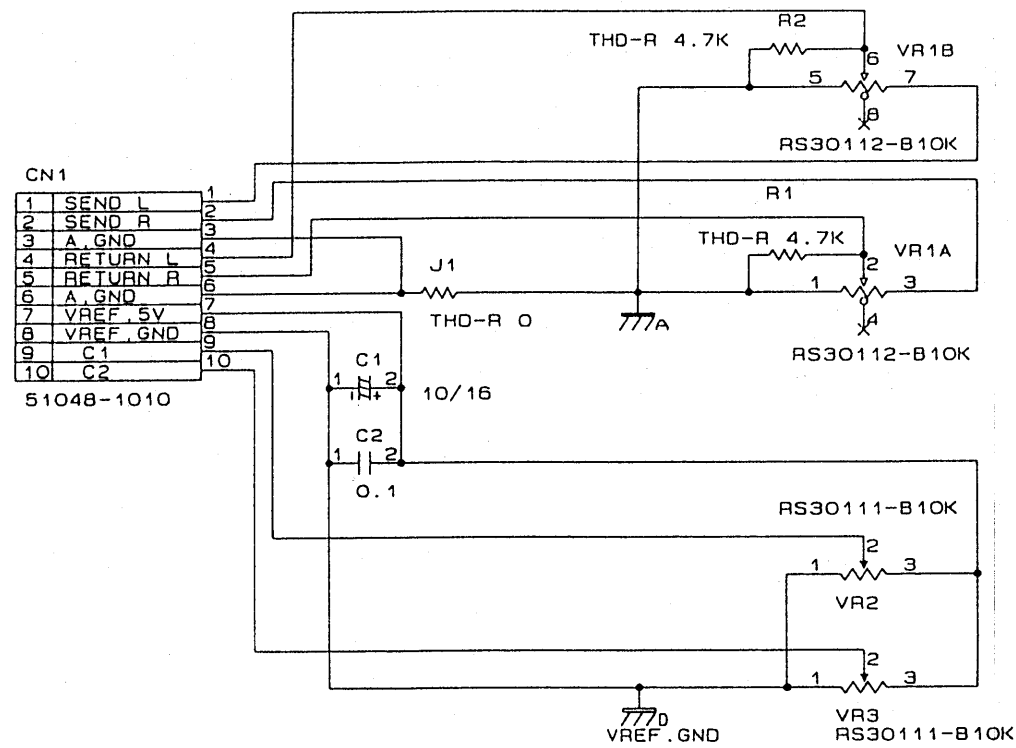 R2
THD-R 4.7K
6
VR1B
5
7
8
RS30112-B10K
CN1
1 SEND L 1
2 SEND R 2
3 A.GND 3
4 RETURN L 4
5 RETURN R 5
6 A.GND 6
7 VREF.5V 7
8 VREF.GND 8
9 C1 9
10 C2 10
51048-1010
R1
THD-R 4.7K
2
VR1A
1
3
4
RS30112-B10K
J1
THD-R 0
A
C1
1
2
- +
10/16
C2
1
2
0.1
RS30111-B10K
2
1
3
VR2
2
1
3
VR3
RS30111-B10K
D
VREF.GND